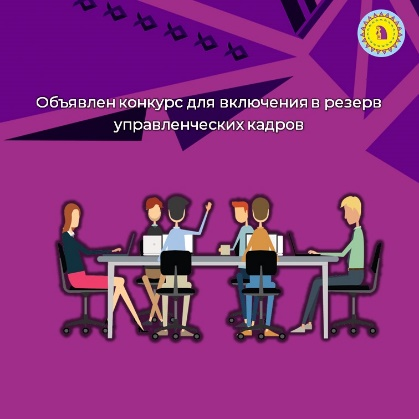 Объявлен конкурс для включения в резерв
управленческих кадров